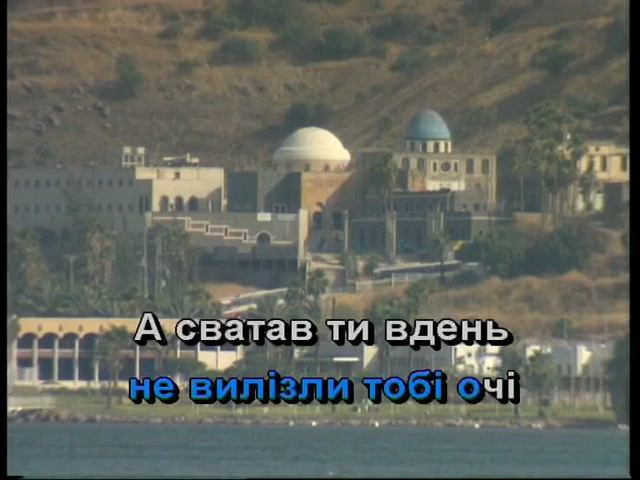 А сватав ти вдень
не вилізли тобі очі